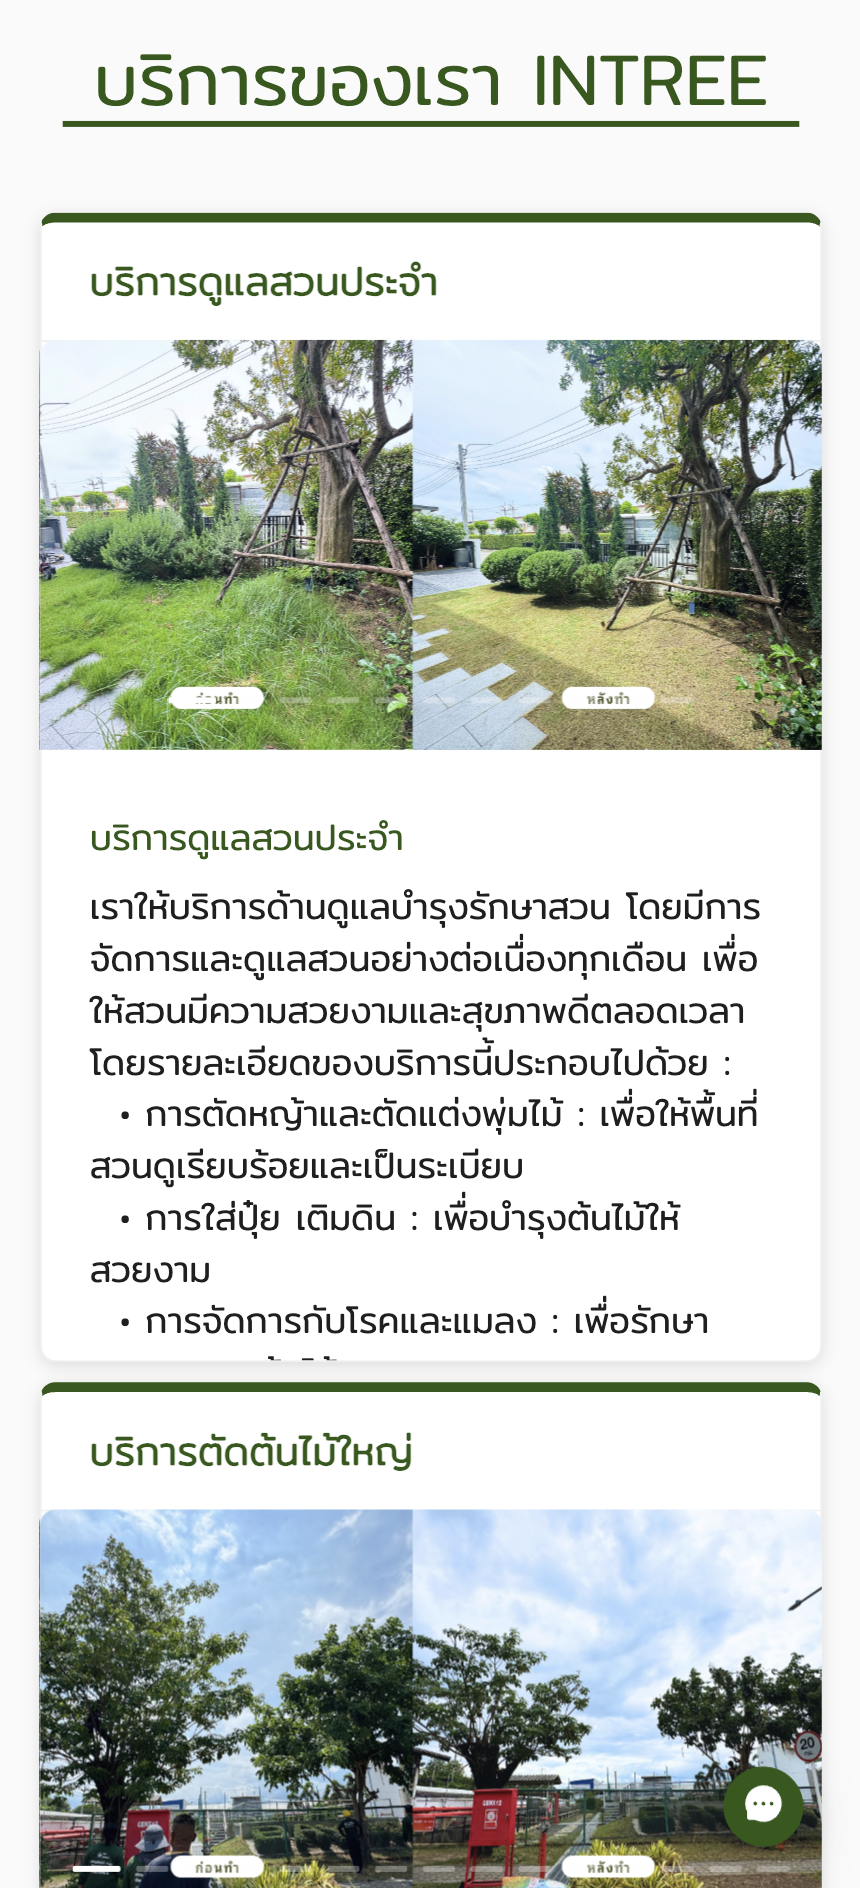 บริการของเรา INTREE
บริการดูแลสวนประจำ
ก่อนทำ
หลังทำ
บริการดูแลสวนประจำ
เราให้บริการด้านดูแลบำรุงรักษาสวน โดยมีการ
จัดการและดูแลสวนอย่างต่อเนื่องทุกเดือน เพื่อ
ให้สวนมีความสวยงามและสุขภาพดีตลอดเวลา
โดยรายละเอียดของบริการนี้ประกอบไปด้วย :
• การตัดหญ้าและตัดแต่งพุ่มไม้ : เพื่อให้พื้นที่
สวนดูเรียบร้อยและเป็นระเบียบ
• การใส่ปุ๋ย เติมดิน : เพื่อบำรุงต้นไม้ให้
สวยงาม
• การจัดการกับโรคและแมลง : เพื่อรักษา
บริการตัดต้นไม้ใหญ่
20
ก่อนทำ
หลังทำ